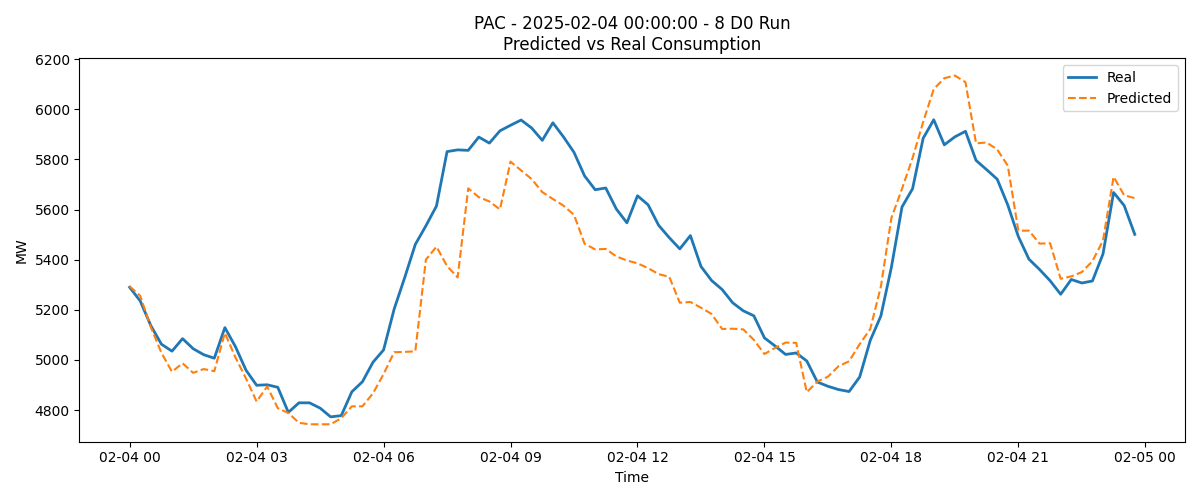 PAC - 2025-02-04 00:00:00 - 8 D0 Run
Predicted vs Real Consumption
Real
Predicted
MW
6200
6000
5800
5600
5400
5200
5000
4800
02-04 00
02-04 03
02-04 06
02-04 09
02-04 12
02-04 15
02-04 18
02-04 21
02-05 00
Time